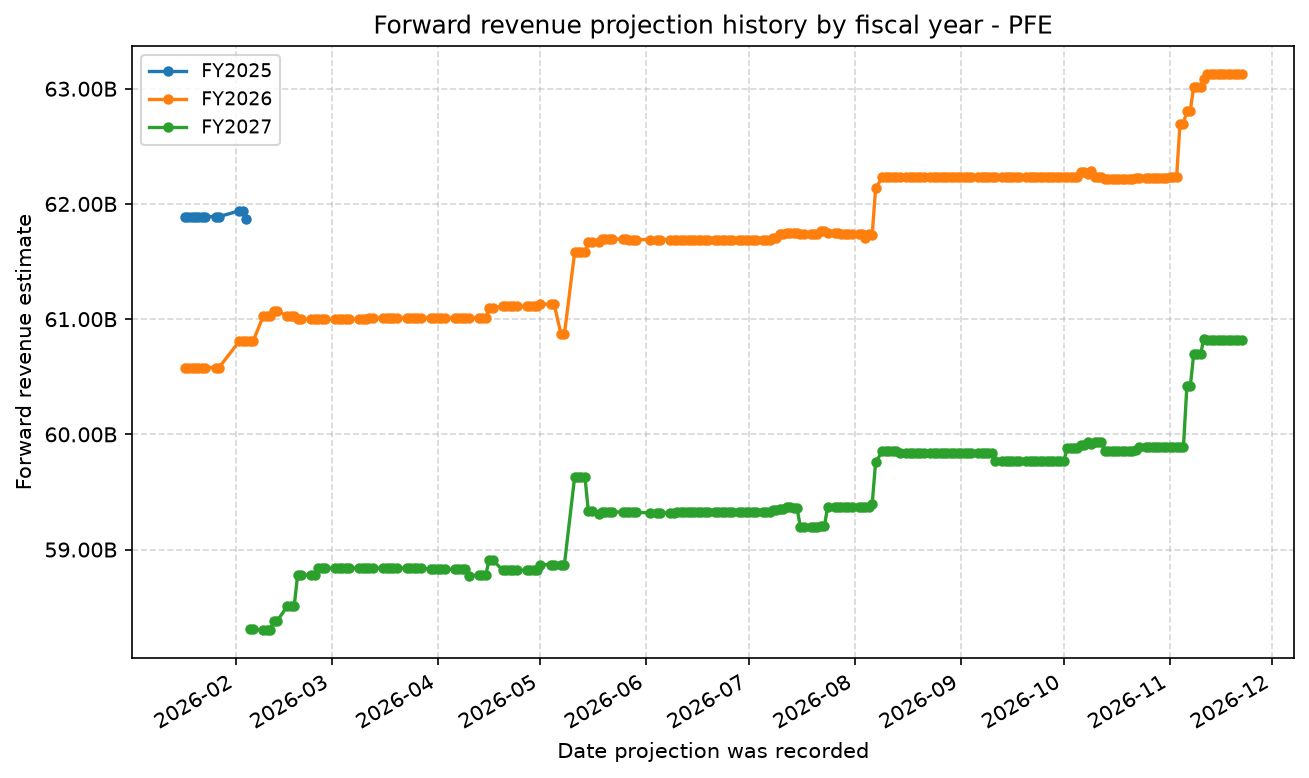 Forward revenue projection history by fiscal year - PFE
FY2025
FY2026
FY2027
Forward revenue estimate
63.00B
62.00B
61.00B
60.00B
59.00B
2026-02
2026-03
2026-04
2026-05
2026-06
2026-07
2026-08
2026-09
2026-10
2026-11
2026-12
Date projection was recorded